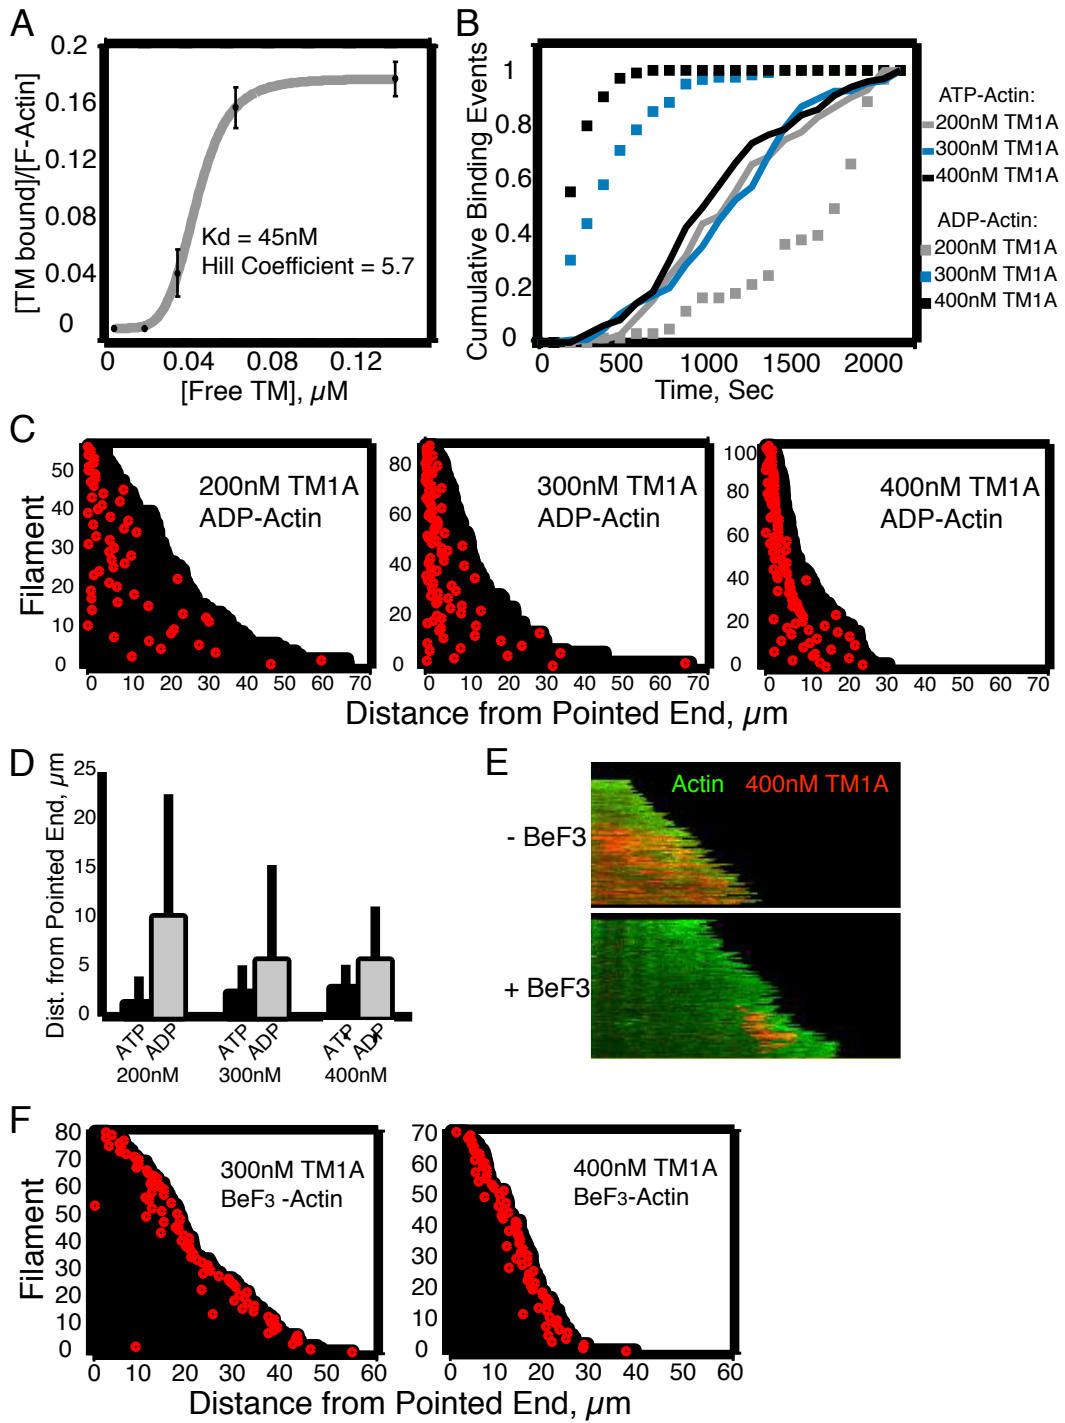 A
0.2
0.16
0.12
0.08
0.04
0
[TM bound]/[F-Actin]
Kd = 45nM
Hill Coefficient = 5.7
0.04 0.08 0.12
[Free TM], µM
B
1
0.8
0.6
0.4
0.2
0
Cumulative Binding Events
0 500 1000 1500 2000
Time, Sec
ATP-Actin:
200nM TM1A
300nM TM1A
400nM TM1A
ADP-Actin:
200nM TM1A
300nM TM1A
400nM TM1A
C
Filament
50
40
30
20
10
0
200nM TM1A
ADP-Actin
0 10 20 30 40 50 60 70
80
60
40
20
0
300nM TM1A
ADP-Actin
0 10 20 30 40 50 60 70
100
80
60
40
20
0
400nM TM1A
ADP-Actin
0 10 20 30 40 50 60 70
Distance from Pointed End, µm
D
25
20
15
10
5
0
Dist. from Pointed End, µm
ATP ADP ATP ADP ATP ADP
200nM 300nM 400nM
E
Actin 400nM TM1A
- BeF3
+ BeF3
F
Filament
80
70
60
50
40
30
20
10
0
300nM TM1A
BeF3 -Actin
0 10 20 30 40 50 60
70
60
50
40
30
20
10
0
400nM TM1A
BeF3-Actin
0 10 20 30 40 50 60
Distance from Pointed End, µm